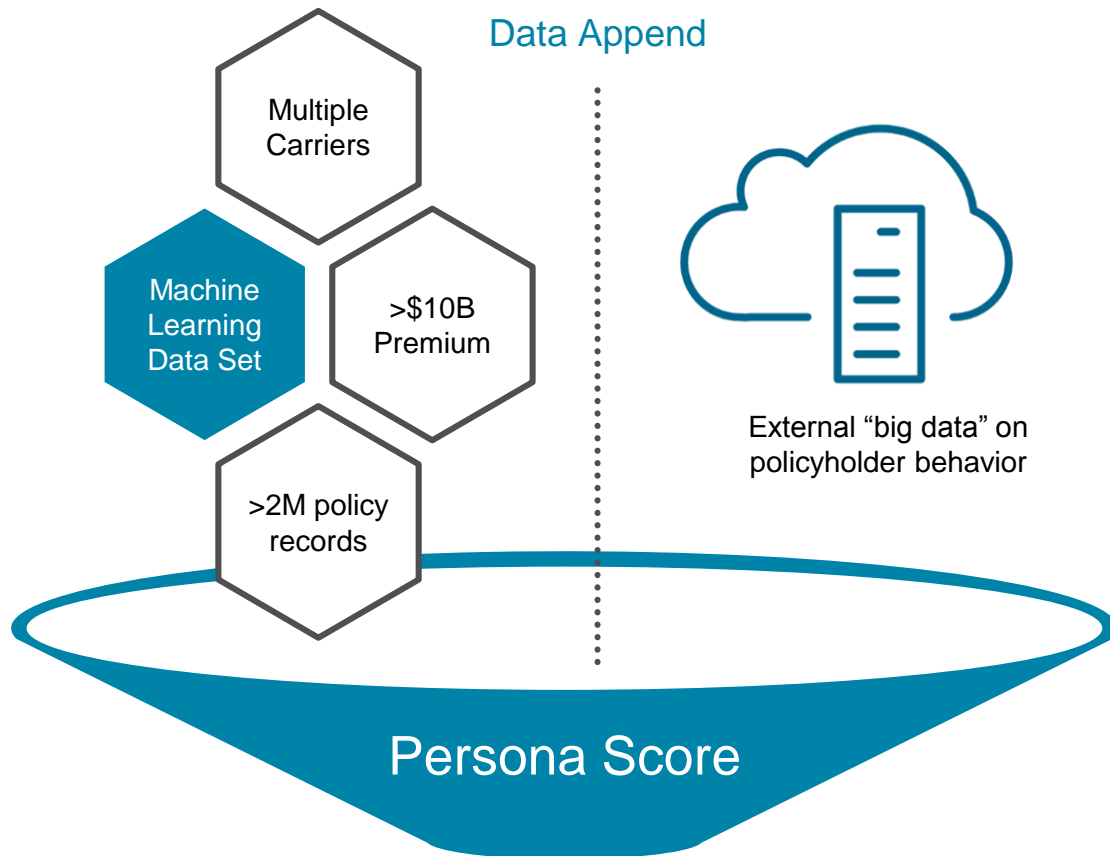 Data Append
Multiple
Carriers
Machine
Learning
Data Set
>$10B
Premium
>2M policy
records
External “big data” on
policyholder behavior
Persona Score